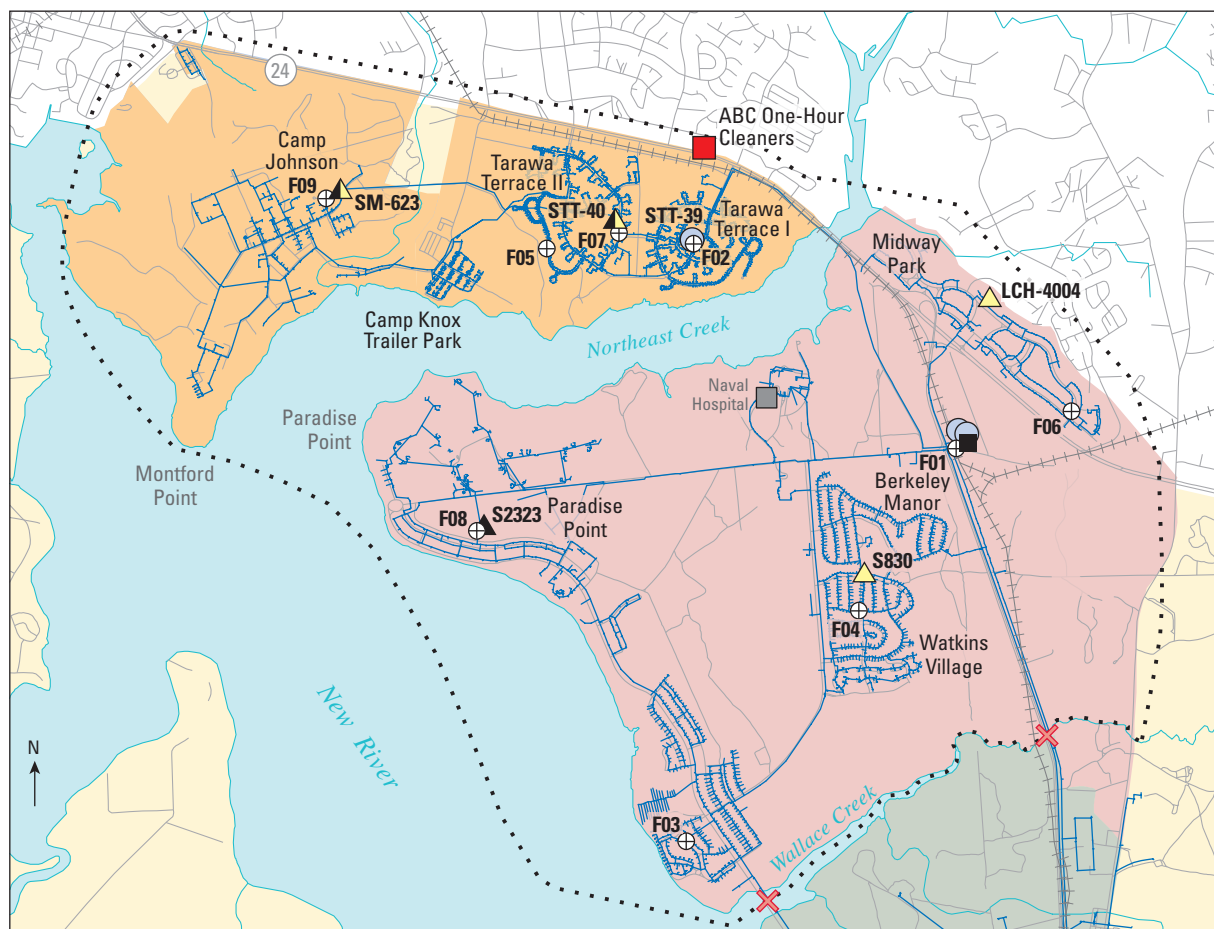 24
ABC One-Hour
Cleaners
Camp
Johnson
F09
SM-623
Tarawa
Terrace II
STT-40
F07
F05
STT-39
F02
Tarawa
Terrace I
Midway
Park
LCH-4004
Camp Knox
Trailer Park
Northeast Creek
Naval
Hospital
F06
Paradise
Point
Montford
Point
F01
Berkeley
Manor
F08
S2323
Paradise
Point
S830
F04
Watkins
Village
New River
N
F03
Wallace Creek